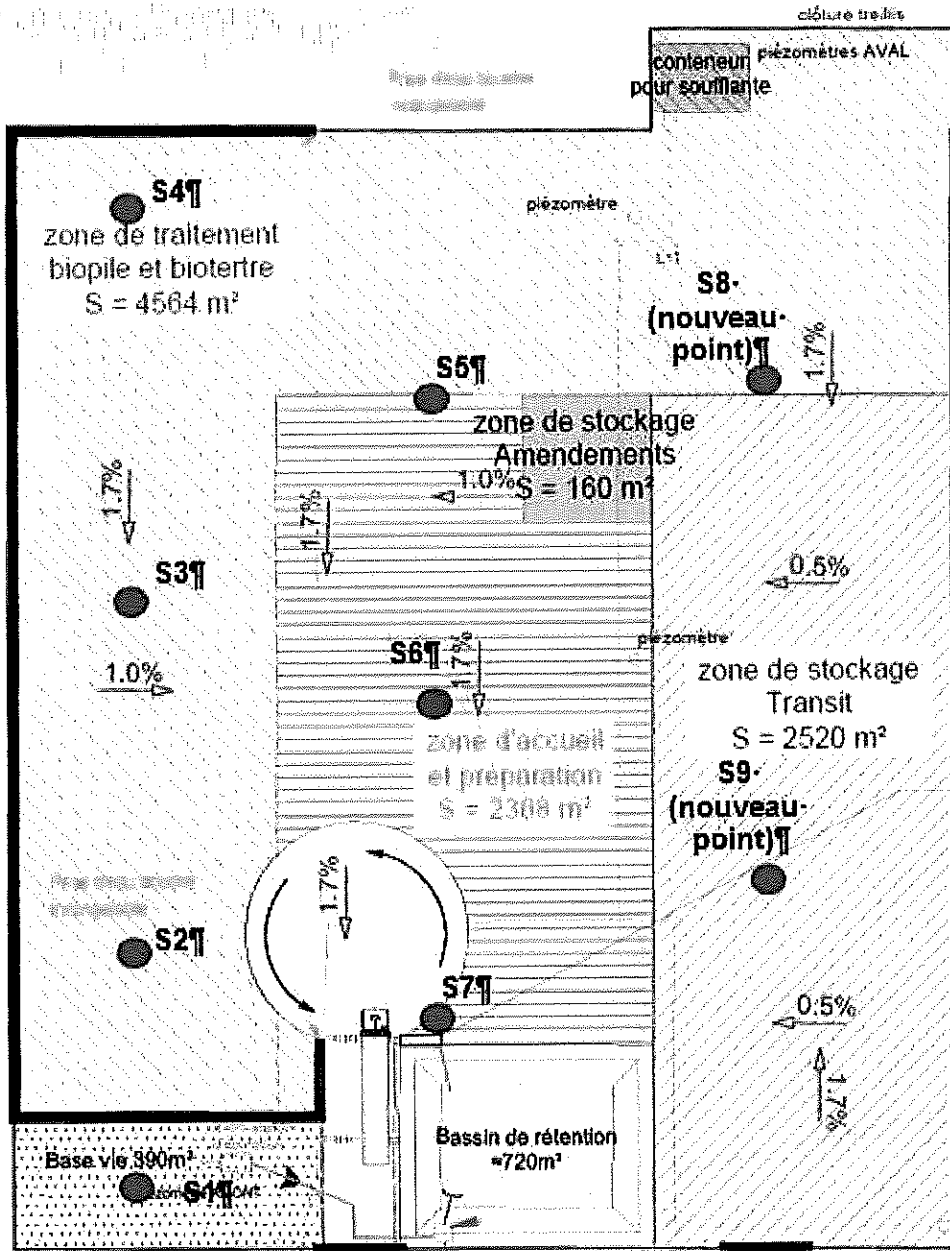 clôture treillis
piézomètres AVAL
conteneur
pour soufflante
S4¶
zone de traitement
biopile et biotertre
S = 4564 m²
piézomètre
L-1
S8·
(nouveau·
point)¶
1.7%
S5¶
zone de stockage
Amendements
S = 160 m²
1.0%
1.7%
1.7%
S3¶
0.5%
1.0%
S6¶
1.7%
piézomètre
zone de stockage
Transit
S = 2520 m²
zone d'accueil
et préparation
S = 2368 m²
S9·
(nouveau·
point)¶
1.7%
S2¶
S7¶
0.5%
1.7%
Base vie 390m²
S1¶
Bassin de rétention
≈720m³